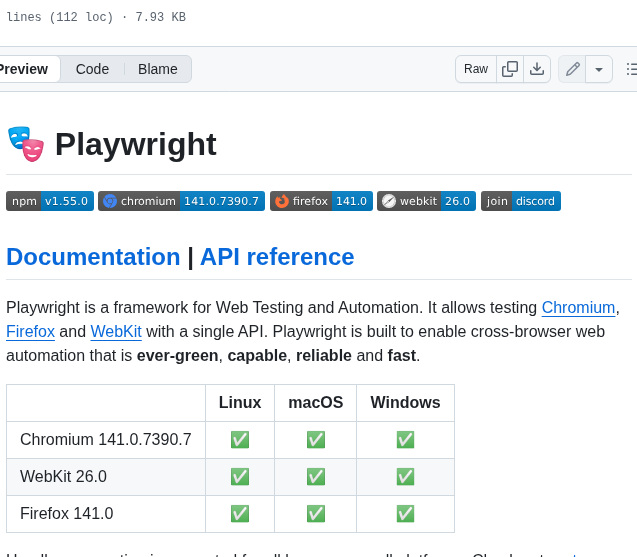 lines (112 loc) · 7.93 KB
Preview Code Blame Raw
🎭 Playwright
npm v1.55.0 chromium 141.0.7390.7 firefox 141.0 webkit 26.0 join discord
Documentation | API reference
Playwright is a framework for Web Testing and Automation. It allows testing Chromium,
Firefox and WebKit with a single API. Playwright is built to enable cross-browser web
automation that is ever-green, capable, reliable and fast.
Linux macOS Windows
Chromium 141.0.7390.7 ✅ ✅ ✅
WebKit 26.0 ✅ ✅ ✅
Firefox 141.0 ✅ ✅ ✅